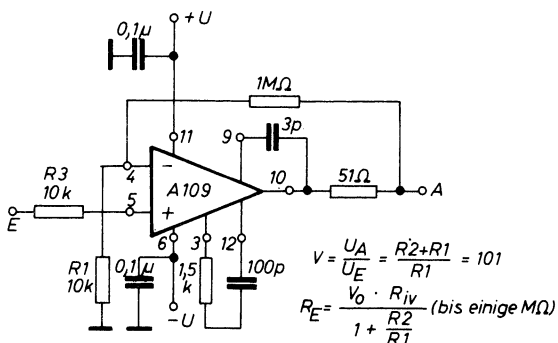 +U
0,1µ
1MΩ
11
9
3p
4
–
R3
10k
A109
10
51Ω
A
5
+
E
6
3
12
R1
10k
0,1µ
1,5
k
100p
–U
V = U_A / U_E = (R2+R1) / R1 = 101
R_E = (V_o · R_iv) / (1 + R2/R1) (bis einige MΩ)